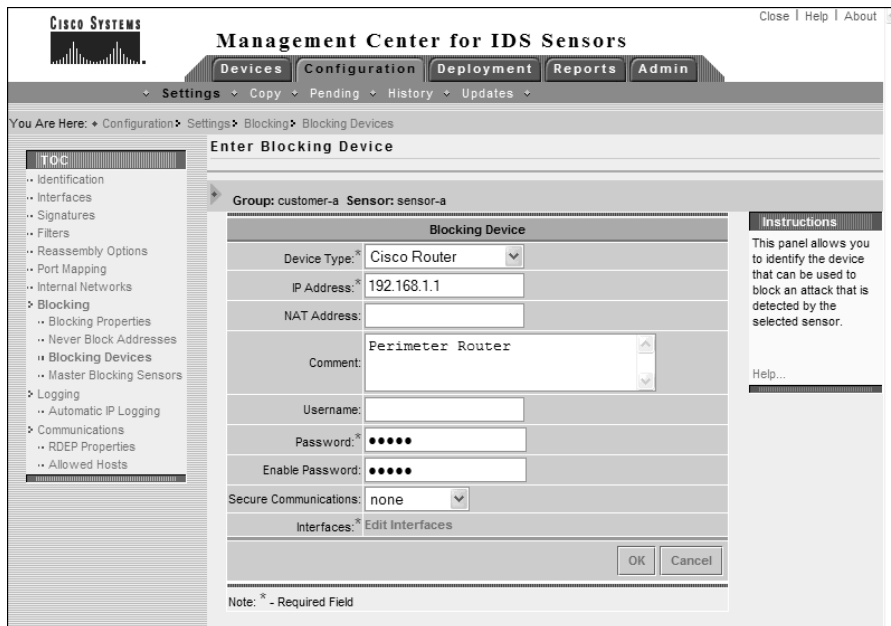 Close | Help | About
CISCO SYSTEMS
Management Center for IDS Sensors
Devices Configuration Deployment Reports Admin
Settings Copy Pending History Updates
You Are Here: Configuration Settings Blocking Blocking Devices
TOC
Identification
Interfaces
Signatures
Filters
Reassembly Options
Port Mapping
Internal Networks
Blocking
Blocking Properties
Never Block Addresses
Blocking Devices
Master Blocking Sensors
Logging
Automatic IP Logging
Communications
RDEP Properties
Allowed Hosts
Enter Blocking Device
Group: customer-a Sensor: sensor-a
Blocking Device
Device Type:* Cisco Router
IP Address:* 192.168.1.1
NAT Address:
Comment: Perimeter Router
Username:
Password:* •••••
Enable Password: •••••
Secure Communications: none
Interfaces:* Edit Interfaces
OK Cancel
Note: * - Required Field
Instructions
This panel allows you
to identify the device
that can be used to
block an attack that is
detected by the
selected sensor.
Help...